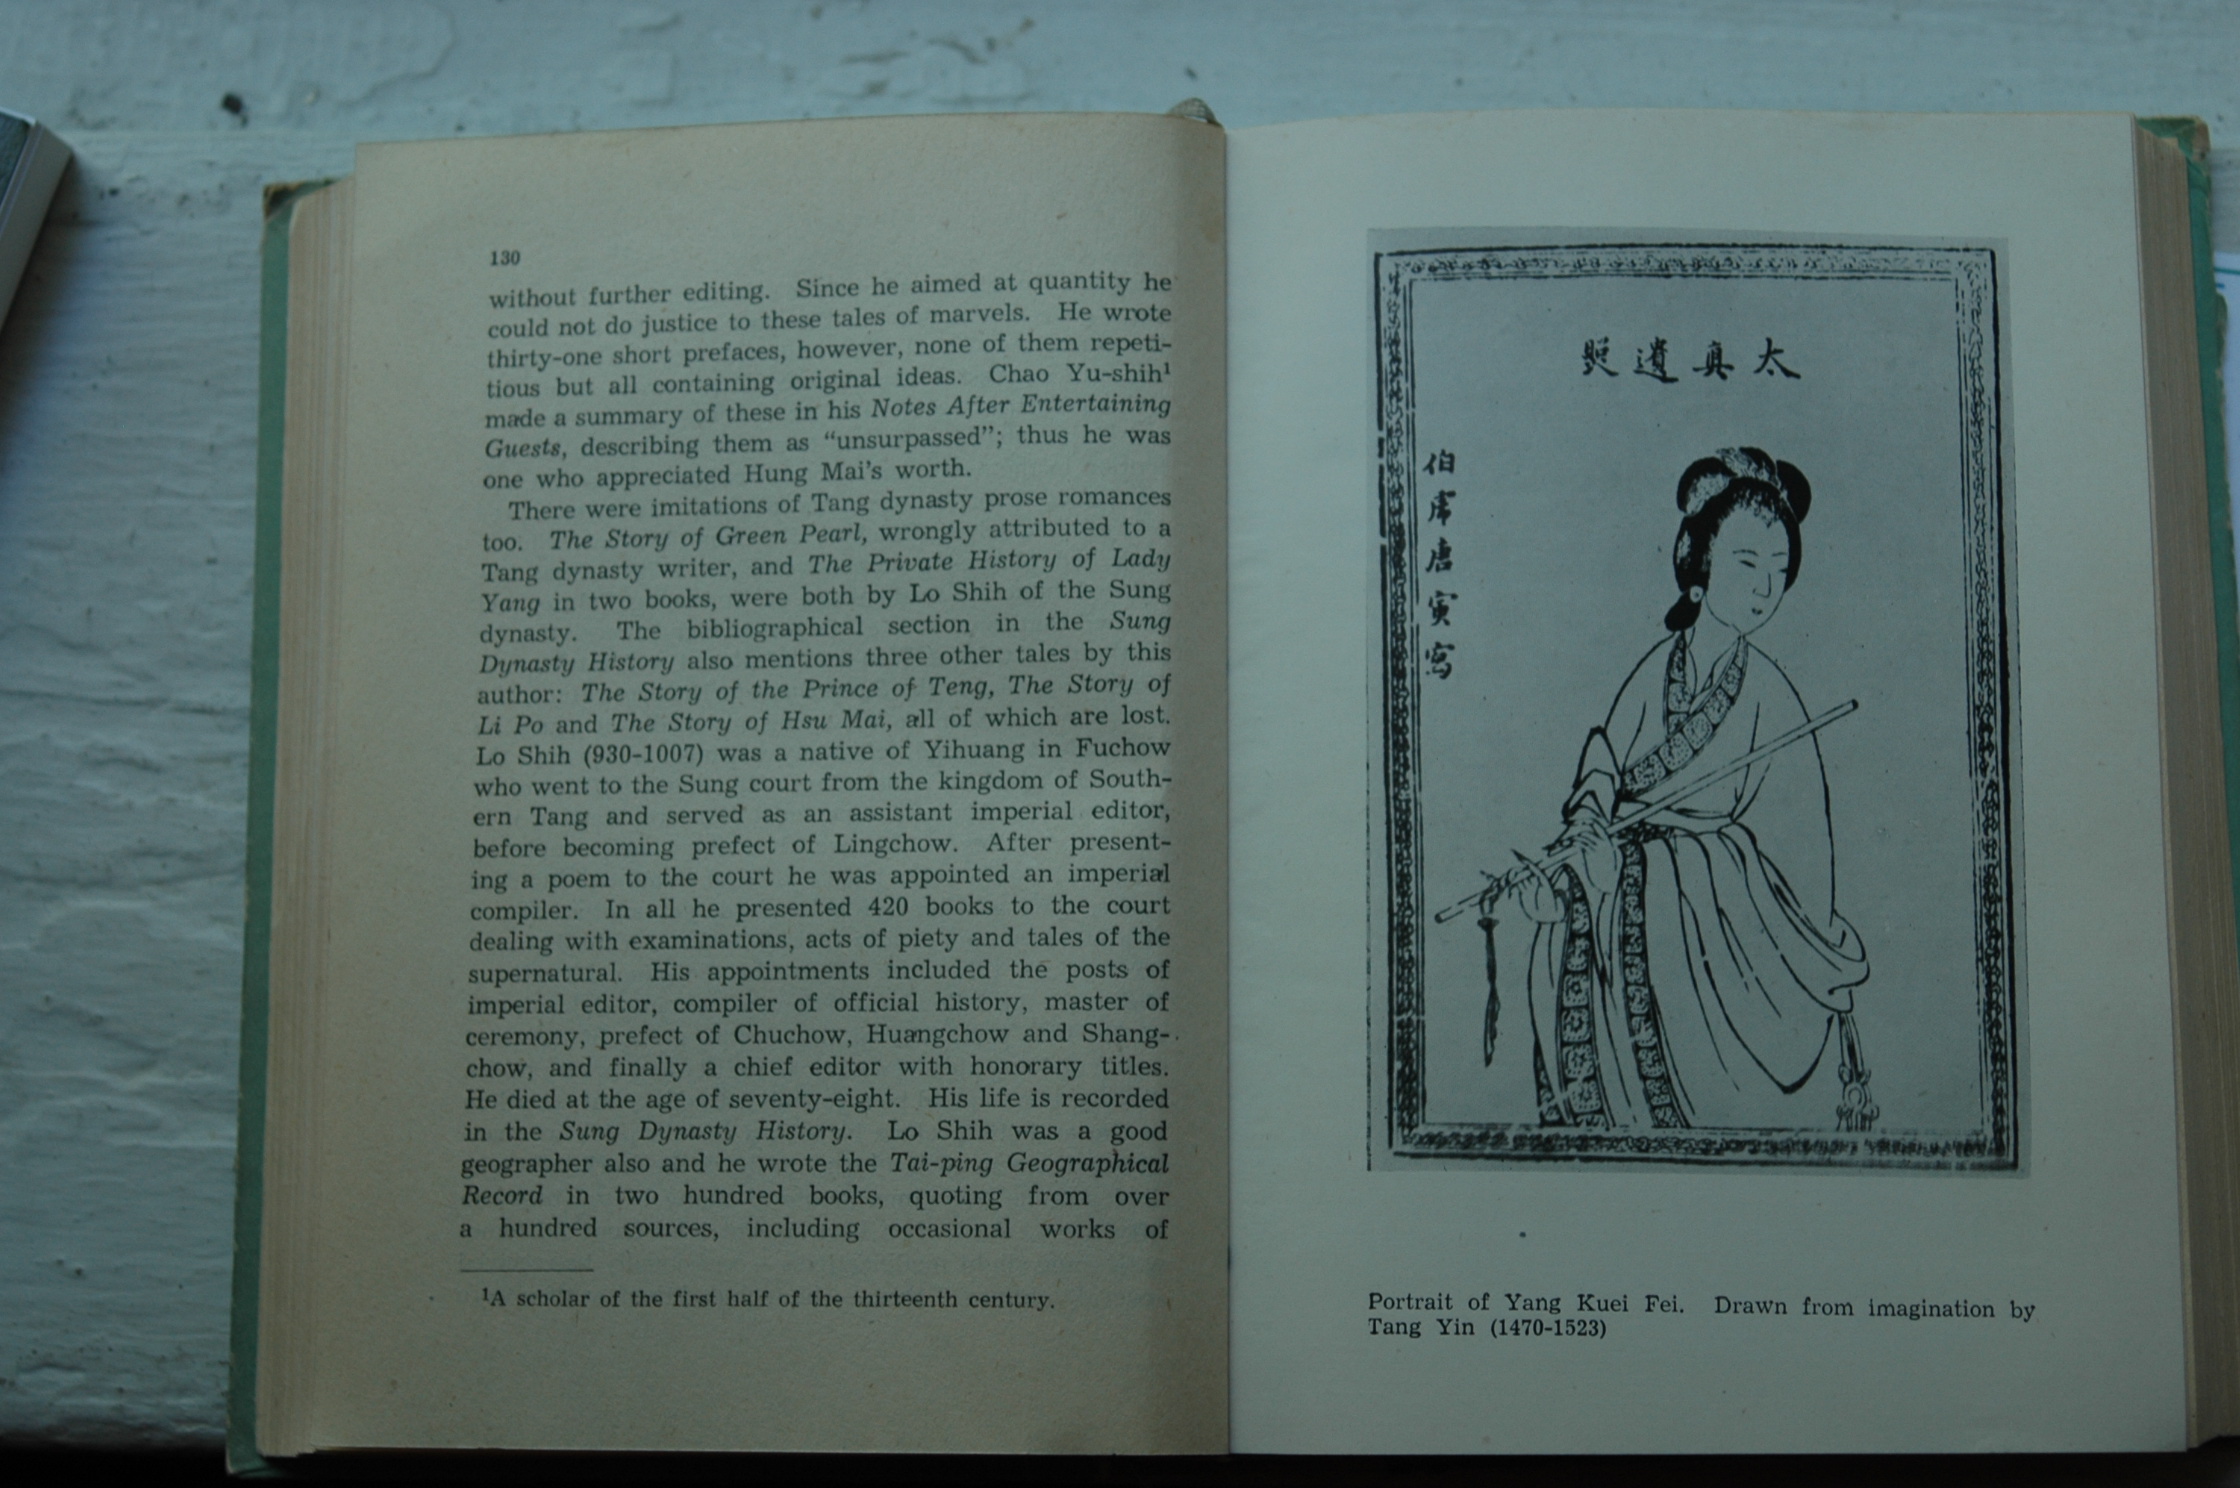 130
without further editing. Since he aimed at quantity he
could not do justice to these tales of marvels. He wrote
thirty-one short prefaces, however, none of them repeti-
tious but all containing original ideas. Chao Yu-shih¹
made a summary of these in his Notes After Entertaining
Guests, describing them as “unsurpassed”; thus he was
one who appreciated Hung Mai’s worth.
There were imitations of Tang dynasty prose romances
too. The Story of Green Pearl, wrongly attributed to a
Tang dynasty writer, and The Private History of Lady
Yang in two books, were both by Lo Shih of the Sung
dynasty. The bibliographical section in the Sung
Dynasty History also mentions three other tales by this
author: The Story of the Prince of Teng, The Story of
Li Po and The Story of Hsu Mai, all of which are lost.
Lo Shih (930-1007) was a native of Yihuang in Fuchow
who went to the Sung court from the kingdom of South-
ern Tang and served as an assistant imperial editor,
before becoming prefect of Lingchow. After present-
ing a poem to the court he was appointed an imperial
compiler. In all he presented 420 books to the court
dealing with examinations, acts of piety and tales of the
supernatural. His appointments included the posts of
imperial editor, compiler of official history, master of
ceremony, prefect of Chuchow, Huangchow and Shang-
chow, and finally a chief editor with honorary titles.
He died at the age of seventy-eight. His life is recorded
in the Sung Dynasty History. Lo Shih was a good
geographer also and he wrote the Tai-ping Geographical
Record in two hundred books, quoting from over
a hundred sources, including occasional works of
¹A scholar of the first half of the thirteenth century.
太真遺照
伯虎唐寅寫
Portrait of Yang Kuei Fei. Drawn from imagination by
Tang Yin (1470-1523)